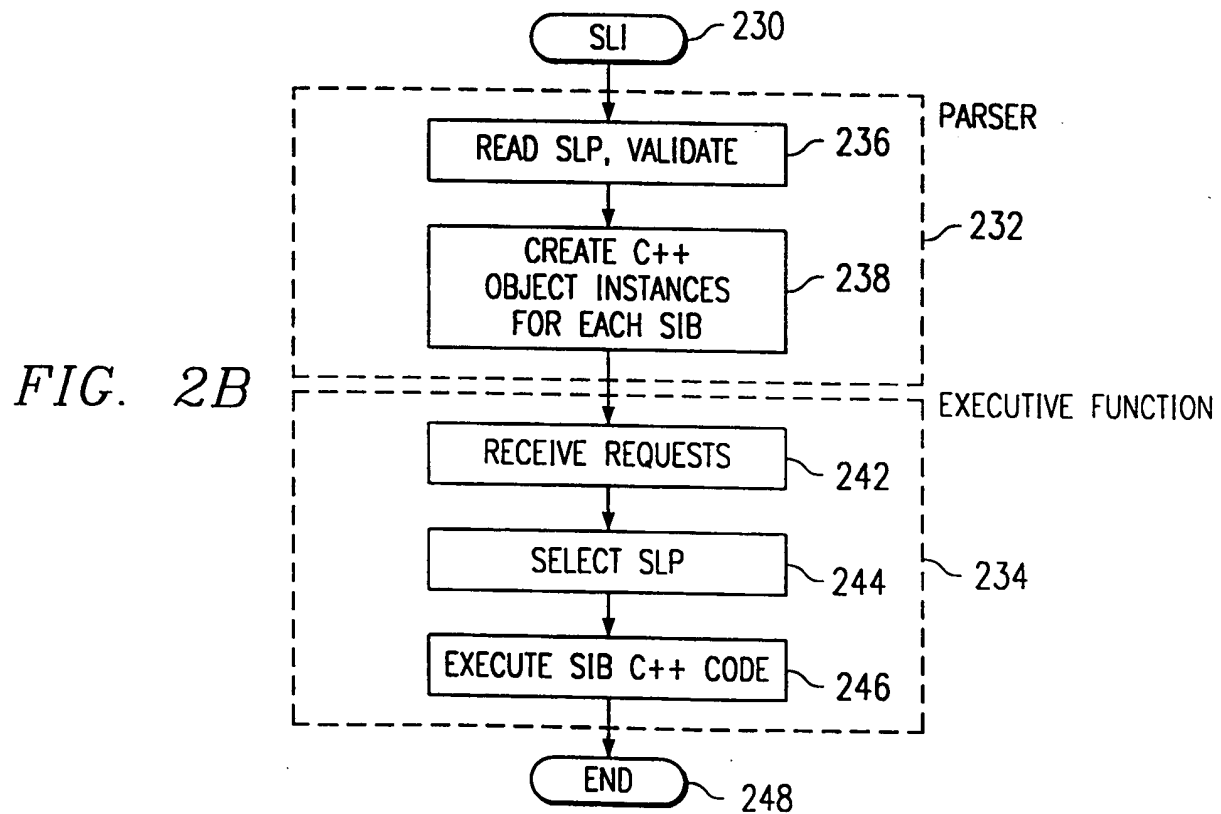 SLI
230
PARSER
READ SLP, VALIDATE
236
232
CREATE C++
OBJECT INSTANCES
FOR EACH SIB
238
FIG. 2B
EXECUTIVE FUNCTION
RECEIVE REQUESTS
242
SELECT SLP
244
234
EXECUTE SIB C++ CODE
246
END
248